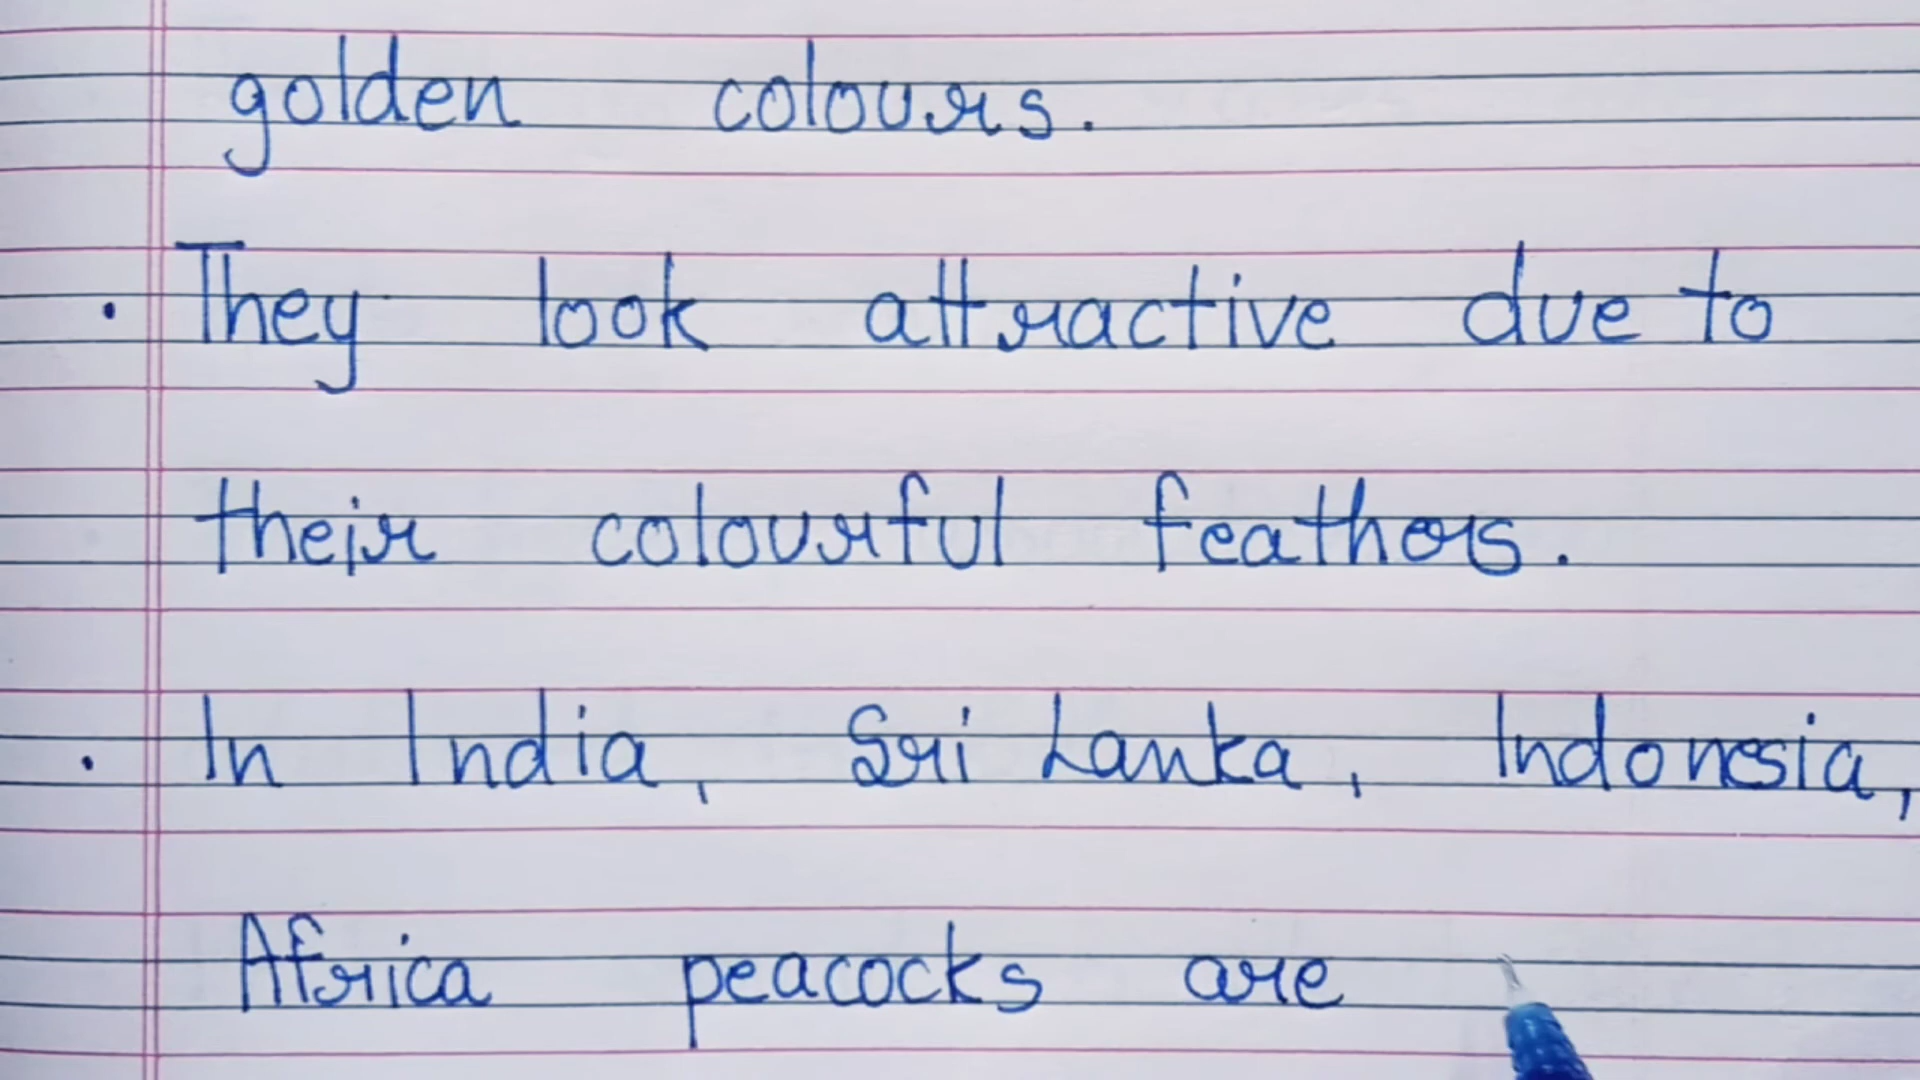 golden colours.
• They look attractive due to
their colourful feathers.
• In India, Sri Lanka, Indonesia,
Africa peacocks are